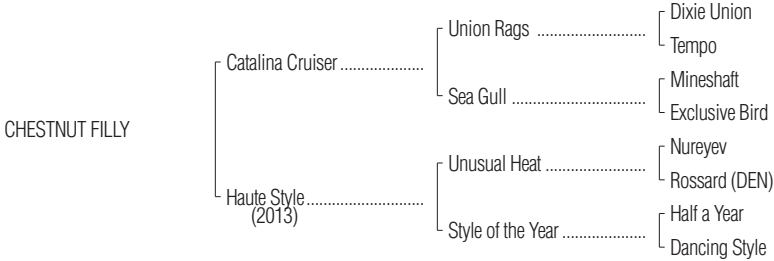 CHESTNUT FILLY
Catalina Cruiser ....................
Haute Style............................
(2013)
Union Rags ..........................
Sea Gull ................................
Unusual Heat ........................
Style of the Year ....................
Dixie Union
Tempo
Mineshaft
Exclusive Bird
Nureyev
Rossard (DEN)
Half a Year
Dancing Style